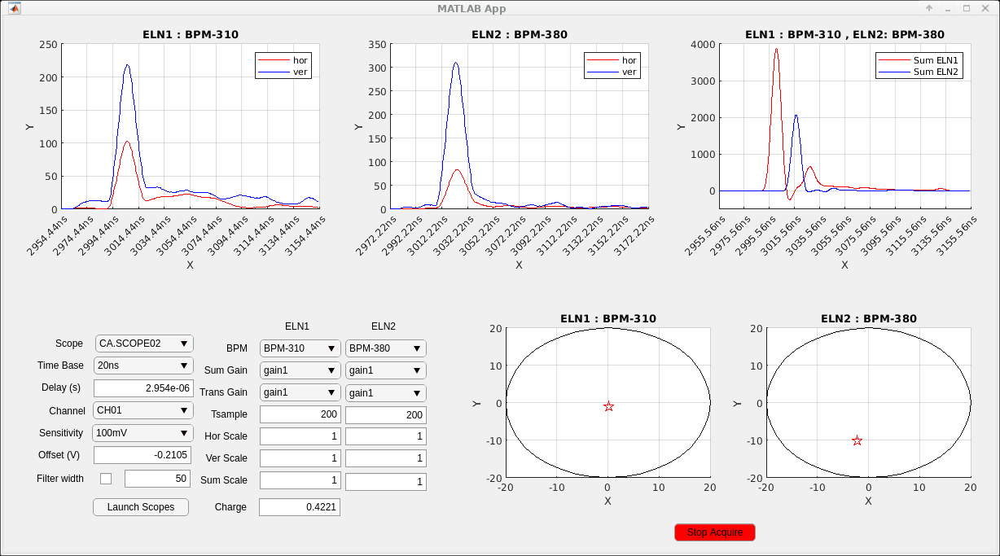 MATLAB App
ELN1 : BPM-310
250
200
150
100
50
0
Y
hor
ver
2954.44ns
2974.44ns
2994.44ns
3014.44ns
3034.44ns
3054.44ns
3074.44ns
3094.44ns
3114.44ns
3134.44ns
3154.44ns
X
ELN2 : BPM-380
350
300
250
200
150
100
50
0
Y
hor
ver
2972.22ns
2992.22ns
3012.22ns
3032.22ns
3052.22ns
3072.22ns
3092.22ns
3112.22ns
3132.22ns
3152.22ns
3172.22ns
X
ELN1 : BPM-310 , ELN2: BPM-380
4000
3000
2000
1000
0
Y
Sum ELN1
Sum ELN2
2955.56ns
2975.56ns
2995.56ns
3015.56ns
3035.56ns
3055.56ns
3075.56ns
3095.56ns
3115.56ns
3135.56ns
3155.56ns
X
Scope CA.SCOPE02
Time Base 20ns
Delay (s) 2.954e-06
Channel CH01
Sensitivity 100mV
Offset (V) -0.2105
Filter width 50
Launch Scopes
ELN1 ELN2
BPM BPM-310 BPM-380
Sum Gain gain1 gain1
Trans Gain gain1 gain1
Tsample 200 200
Hor Scale 1 1
Ver Scale 1 1
Sum Scale 1 1
Charge 0.4221
ELN1 : BPM-310
20
10
0
-10
-20
Y
-20 -10 0 10 20
X
ELN2 : BPM-380
20
10
0
-10
-20
Y
-20 -10 0 10 20
X
Stop Acquire